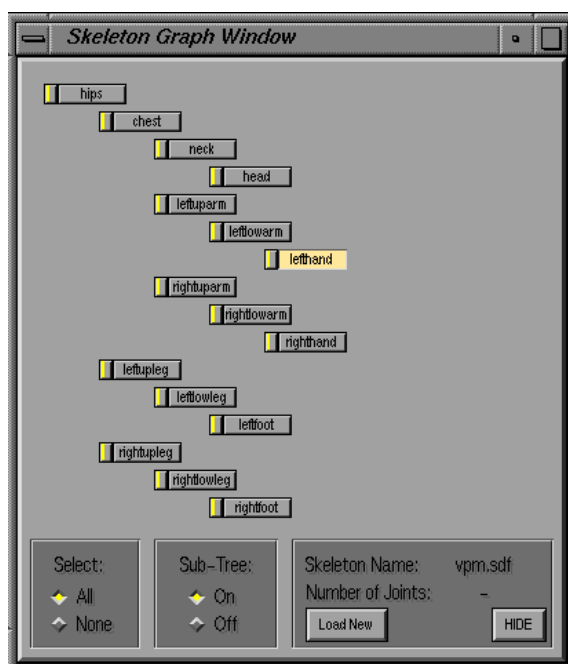 Skeleton Graph Window
hips
chest
neck
head
leftuparm
leftlowarm
lefthand
rightuparm
rightlowarm
righthand
leftupleg
leftlowleg
leftfoot
rightupleg
rightlowleg
rightfoot
Select:
All
None
Sub-Tree:
On
Off
Skeleton Name: vpm.sdf
Number of Joints: -
Load New
HIDE